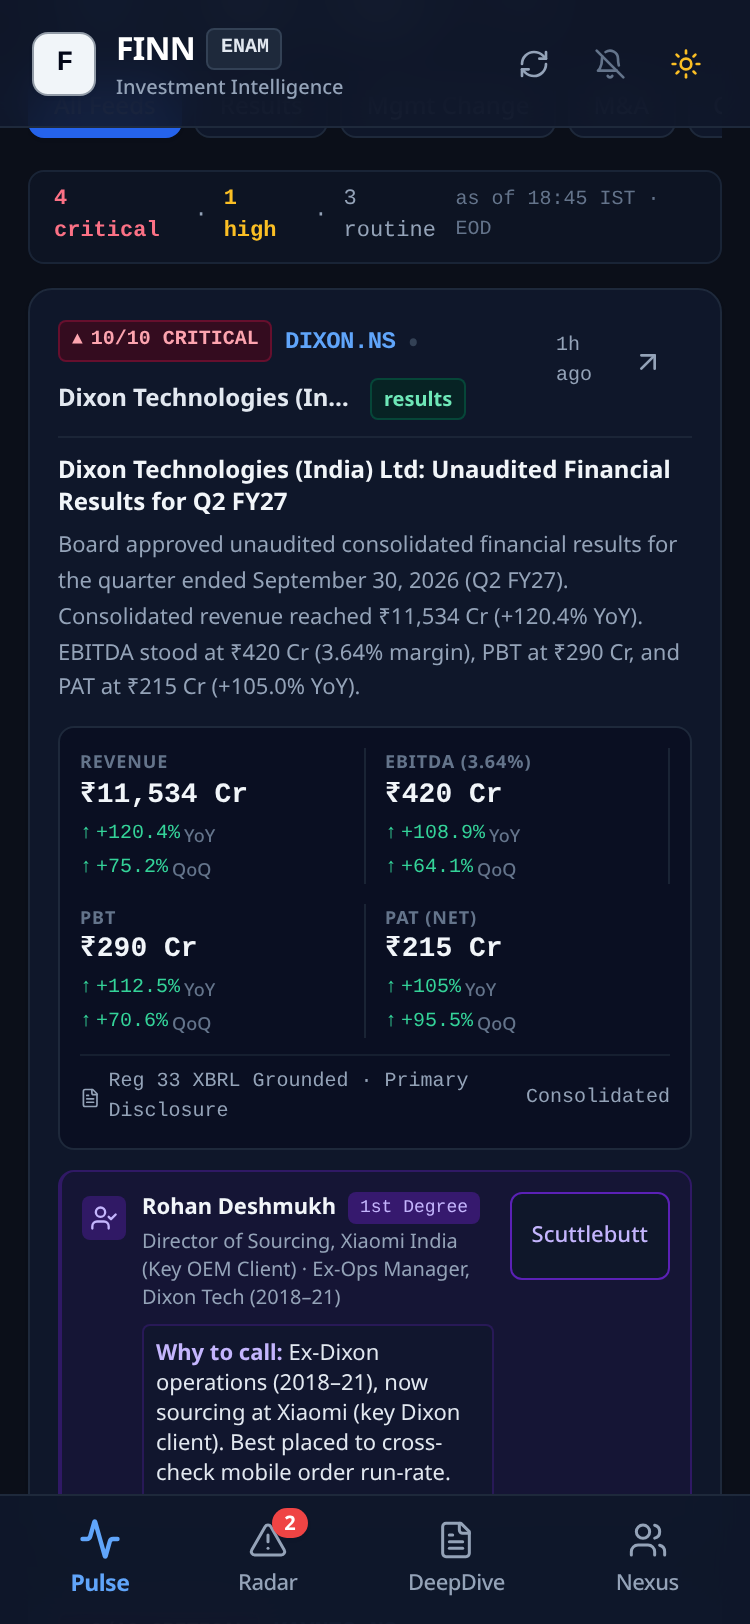 F
FINN ENAM
Investment Intelligence
All Feeds Results Mgmt Change M&A
4 critical · 1 high · 3 routine as of 18:45 IST · EOD
▲ 10/10 CRITICAL DIXON.NS • 1h ago
Dixon Technologies (In... results
Dixon Technologies (India) Ltd: Unaudited Financial
Results for Q2 FY27
Board approved unaudited consolidated financial results for
the quarter ended September 30, 2026 (Q2 FY27).
Consolidated revenue reached ₹11,534 Cr (+120.4% YoY).
EBITDA stood at ₹420 Cr (3.64% margin), PBT at ₹290 Cr, and
PAT at ₹215 Cr (+105.0% YoY).
REVENUE
₹11,534 Cr
↑ +120.4% YoY
↑ +75.2% QoQ
EBITDA (3.64%)
₹420 Cr
↑ +108.9% YoY
↑ +64.1% QoQ
PBT
₹290 Cr
↑ +112.5% YoY
↑ +70.6% QoQ
PAT (NET)
₹215 Cr
↑ +105% YoY
↑ +95.5% QoQ
Reg 33 XBRL Grounded · Primary
Disclosure
Consolidated
Rohan Deshmukh 1st Degree
Director of Sourcing, Xiaomi India
(Key OEM Client) · Ex-Ops Manager,
Dixon Tech (2018–21)
Scuttlebutt
Why to call: Ex-Dixon
operations (2018–21), now
sourcing at Xiaomi (key Dixon
client). Best placed to cross-
check mobile order run-rate.
2
Pulse Radar DeepDive Nexus